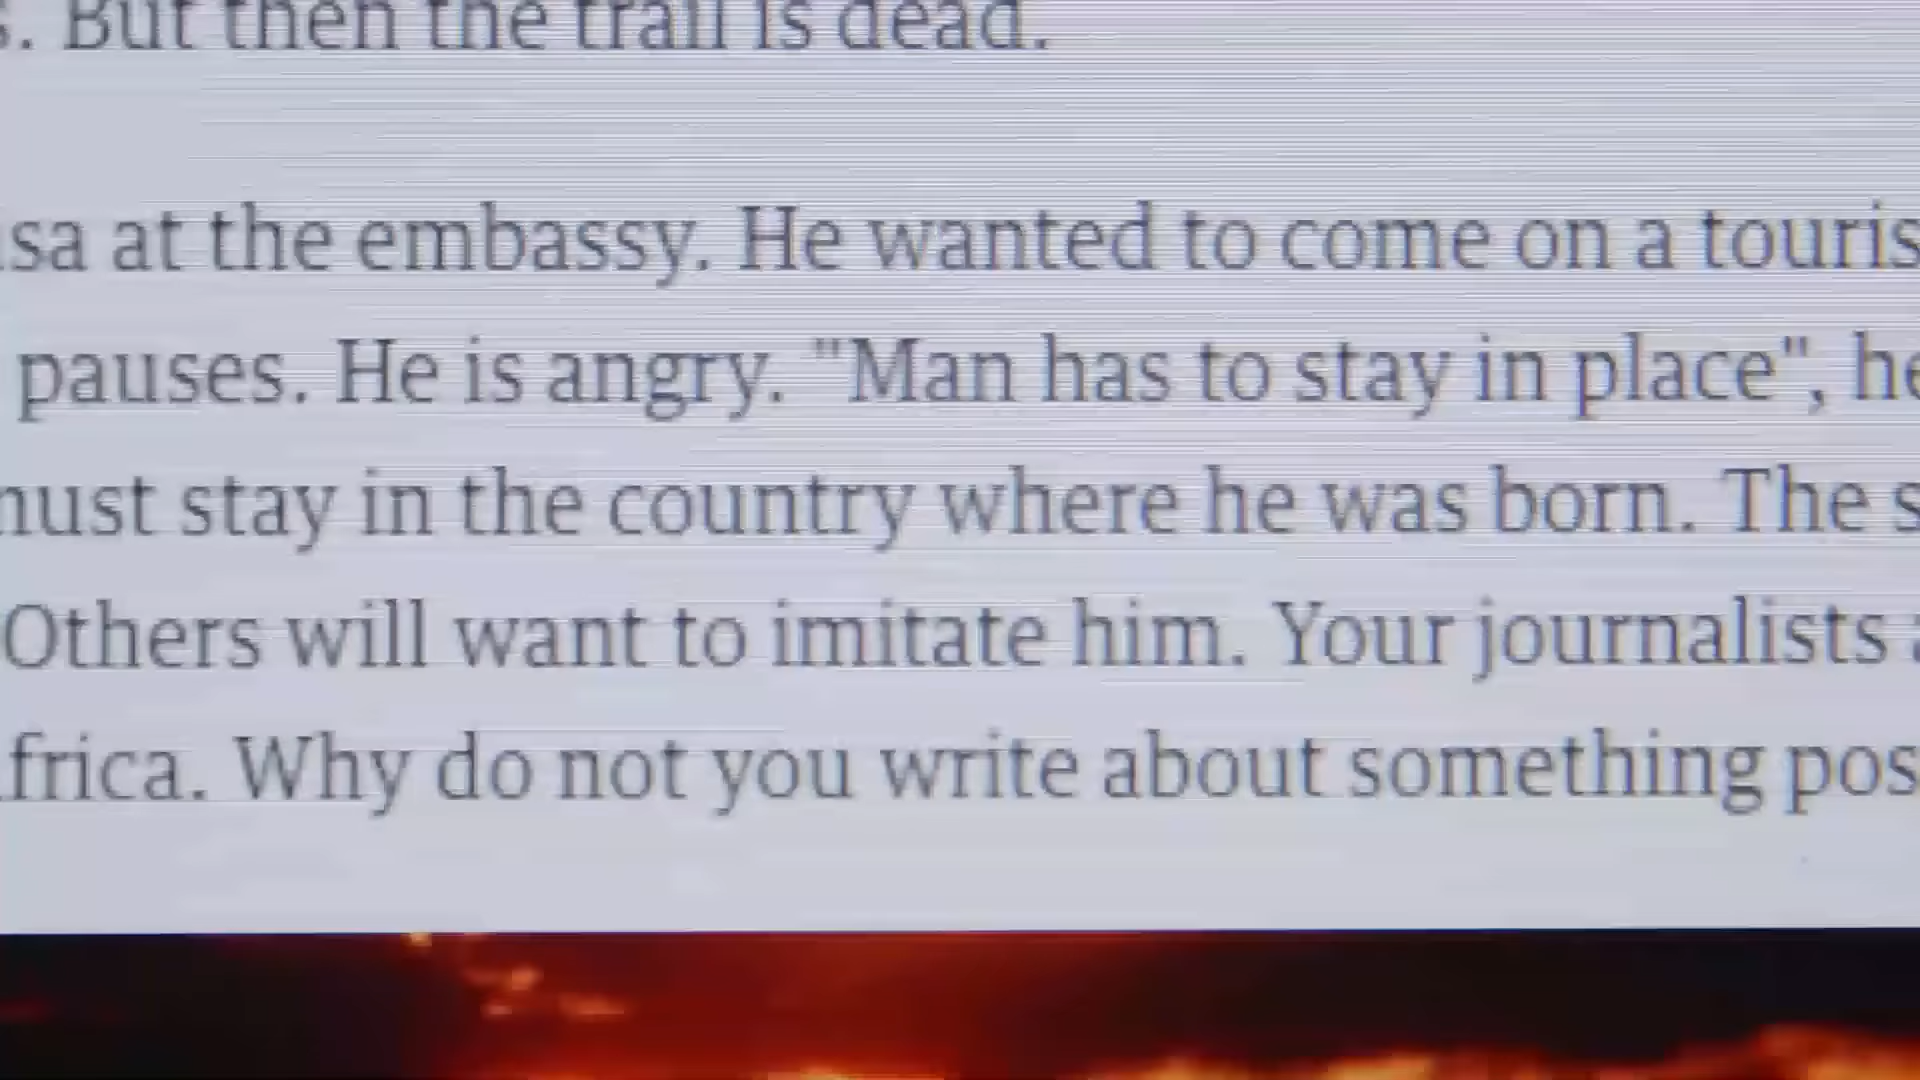 s. But then the trail is dead.
isa at the embassy. He wanted to come on a touris
pauses. He is angry. "Man has to stay in place", he
must stay in the country where he was born. The s
Others will want to imitate him. Your journalists a
frica. Why do not you write about something pos